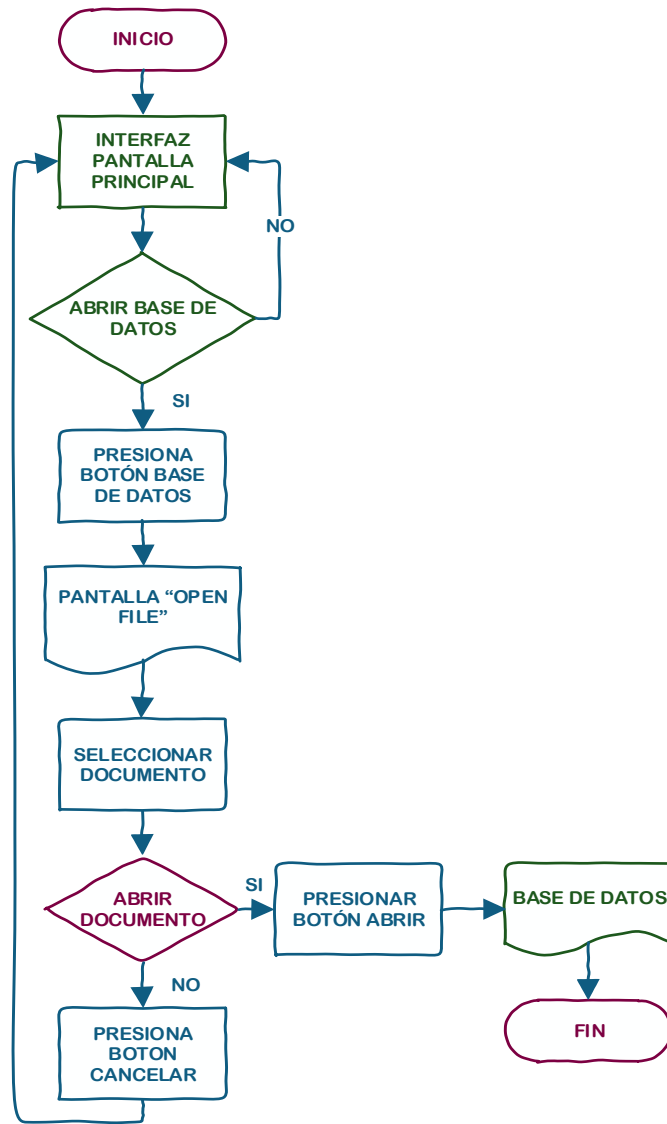 INICIO
INTERFAZ
PANTALLA
PRINCIPAL
NO
ABRIR BASE DE
DATOS
SI
PRESIONA
BOTÓN BASE
DE DATOS
PANTALLA “OPEN
FILE”
SELECCIONAR
DOCUMENTO
ABRIR
DOCUMENTO
SI
PRESIONAR
BOTÓN ABRIR
BASE DE DATOS
NO
PRESIONA
BOTON
CANCELAR
FIN